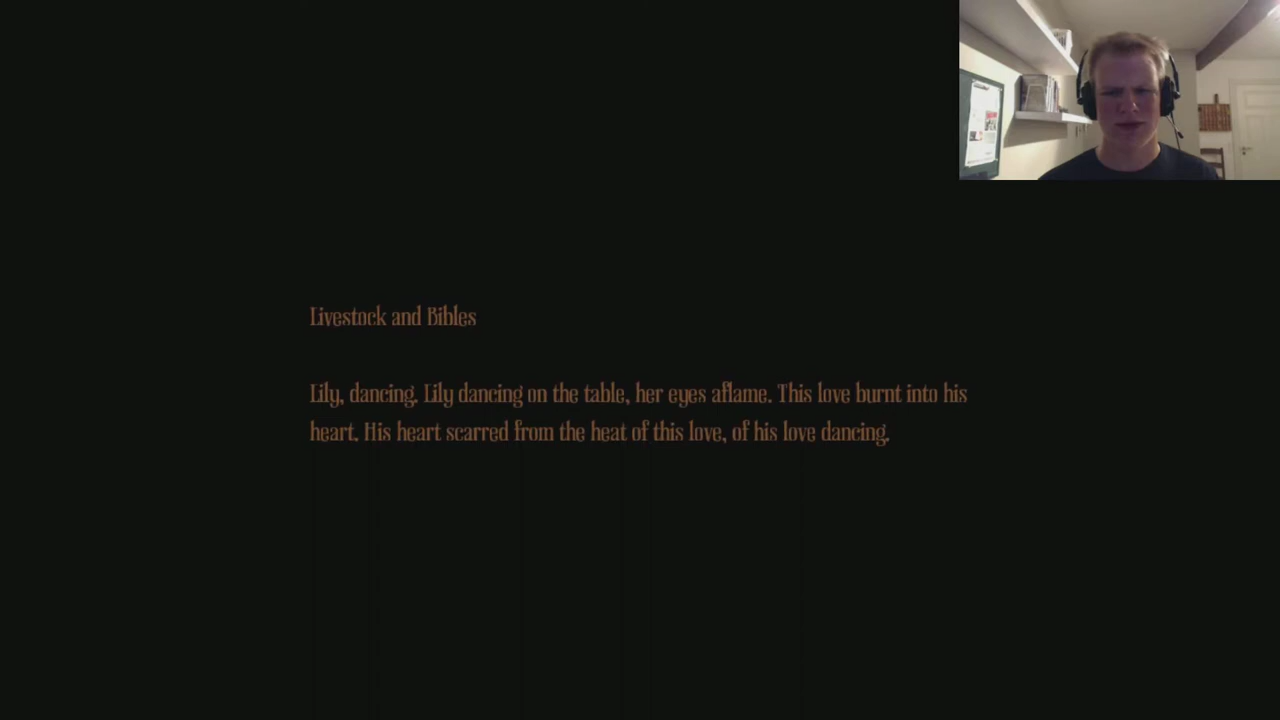 Livestock and Bibles
Lily, dancing. Lily dancing on the table, her eyes aflame. This love burnt into his
heart. His heart scarred from the heat of this love, of his love dancing.